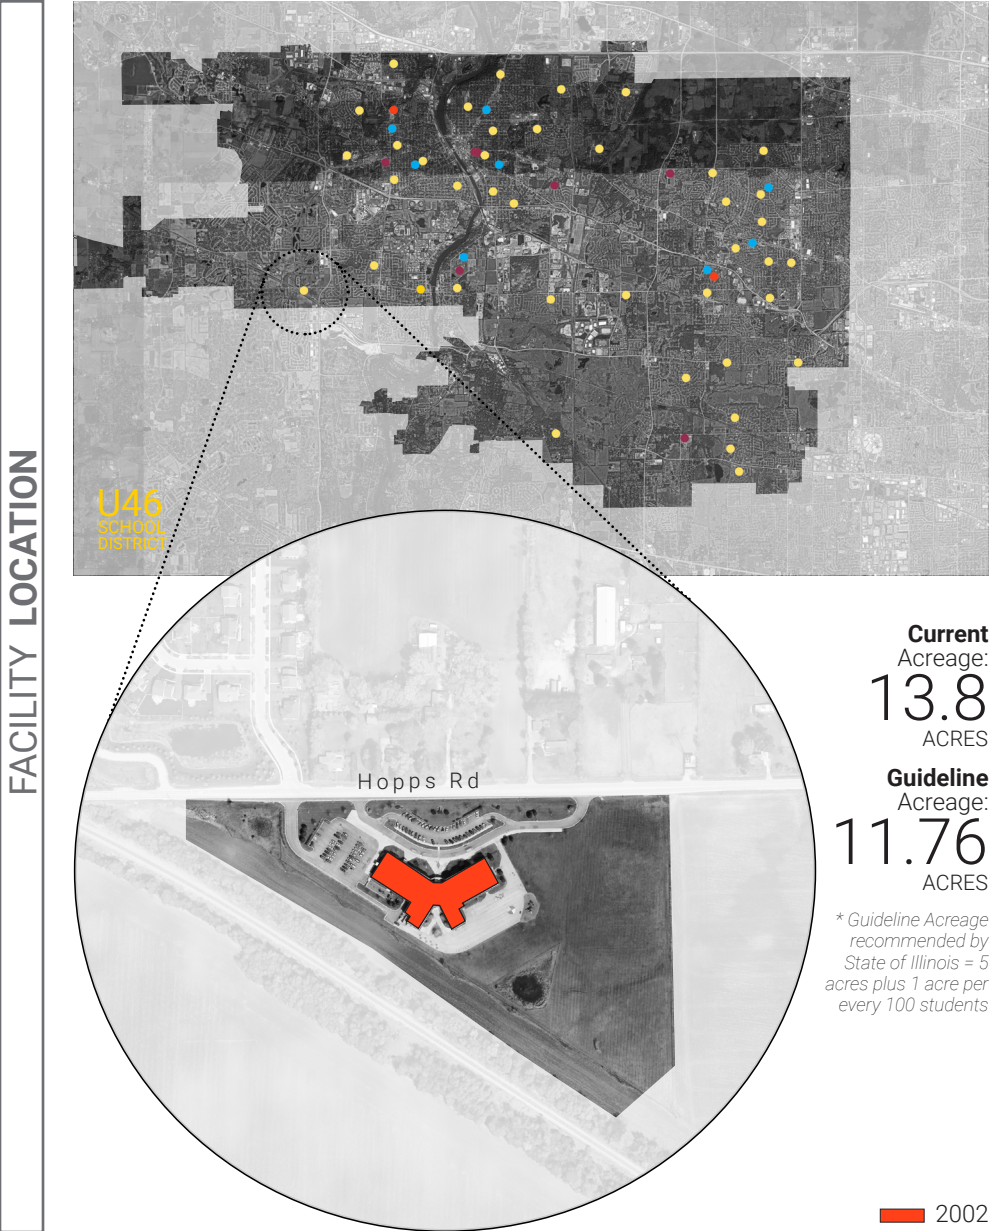 FACILITY LOCATION
U46
SCHOOL
DISTRICT
Hopps Rd
Current
Acreage:
13.8
ACRES
Guideline
Acreage:
11.76
ACRES
* Guideline Acreage
recommended by
State of Illinois = 5
acres plus 1 acre per
every 100 students
2002